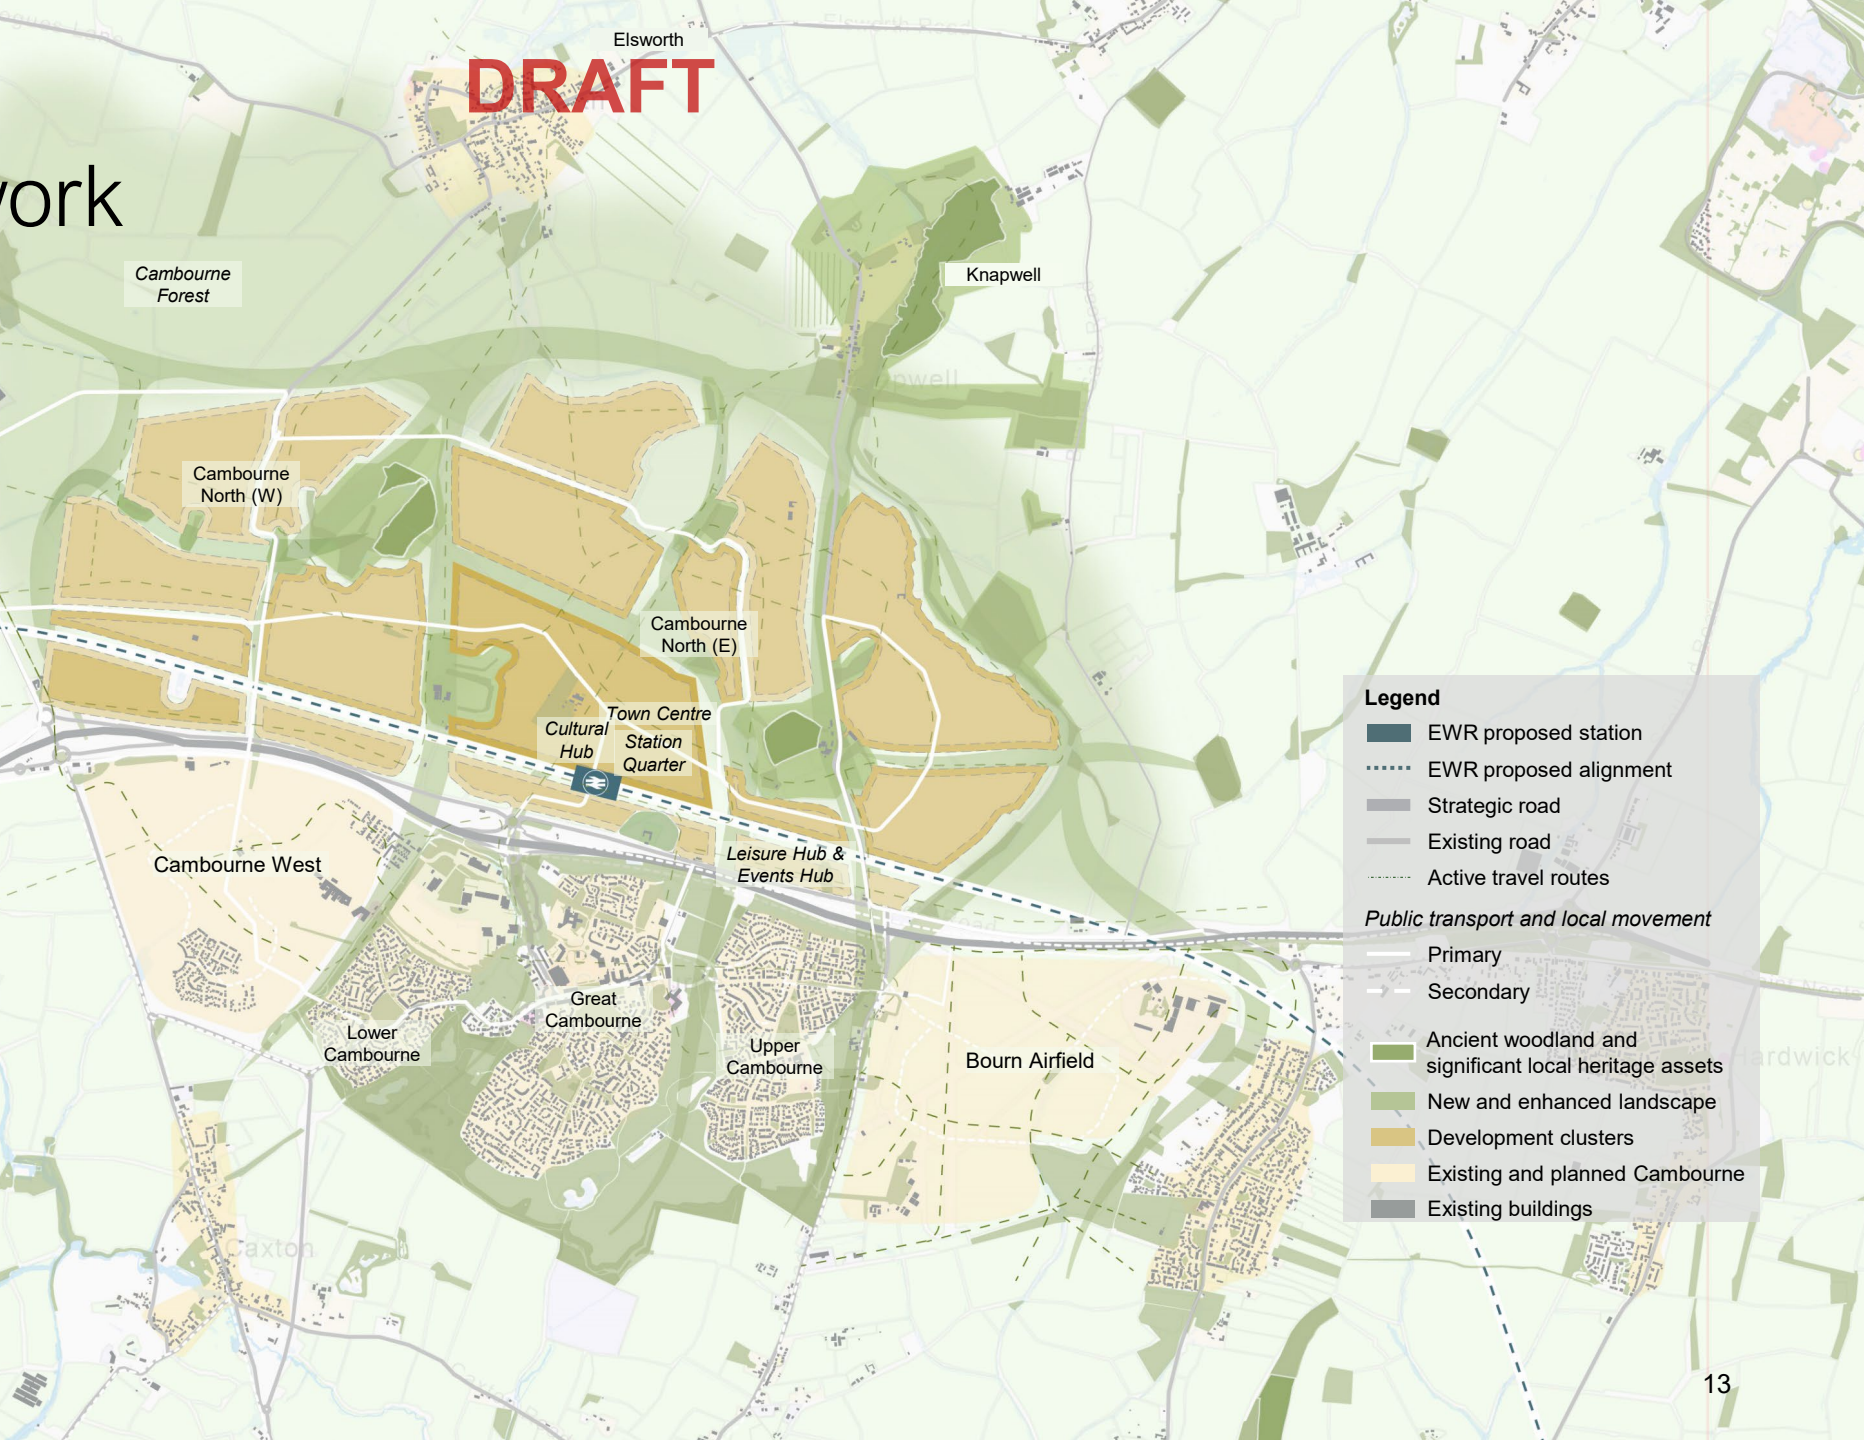 Elsworth Road
Elsworth
DRAFT
work
Cambourne
Forest
Knapwell
Cambourne
North (W)
Cambourne
North (E)
Town Centre
Cultural
Hub
Station
Quarter
Leisure Hub &
Events Hub
Cambourne West
Great
Cambourne
Lower
Cambourne
Upper
Cambourne
Bourn Airfield
Caxton
Hardwick
Legend
EWR proposed station
EWR proposed alignment
Strategic road
Existing road
Active travel routes
Public transport and local movement
Primary
Secondary
Ancient woodland and
significant local heritage assets
New and enhanced landscape
Development clusters
Existing and planned Cambourne
Existing buildings
13